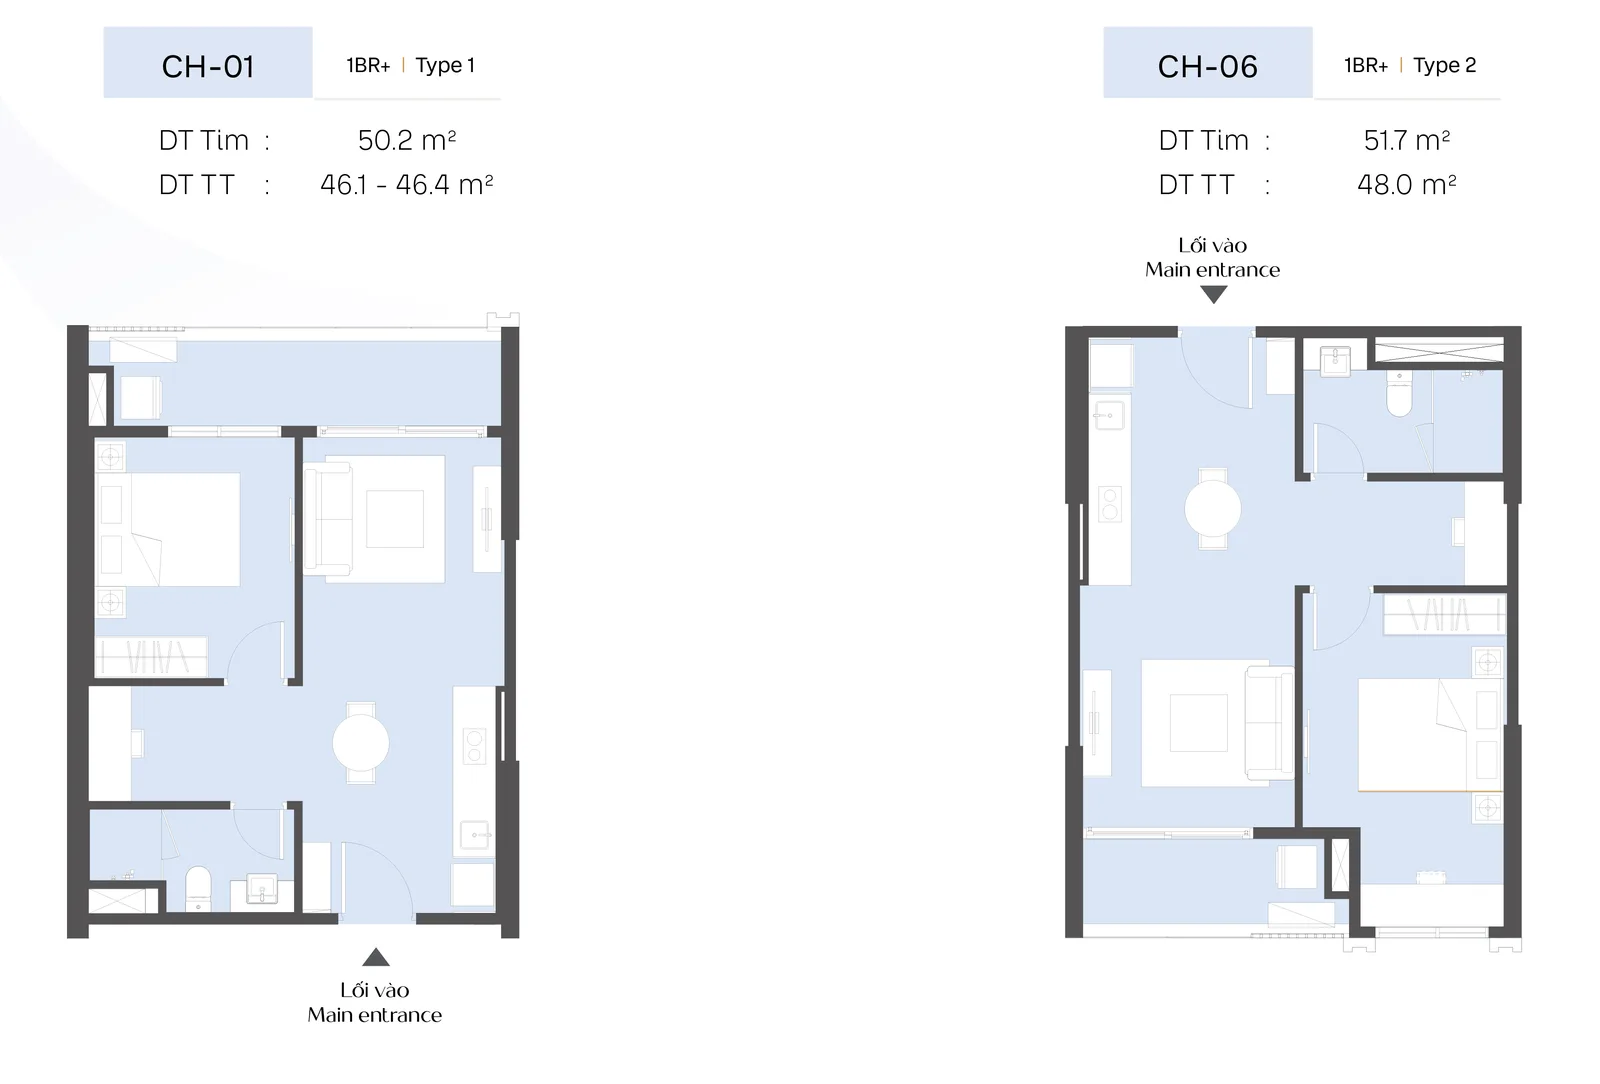 CH-01
1BR+ | Type 1
DT Tim : 50.2 m²
DT TT : 46.1 - 46.4 m²
Lối vào
Main entrance
CH-06
1BR+ | Type 2
DT Tim : 51.7 m²
DT TT : 48.0 m²
Lối vào
Main entrance